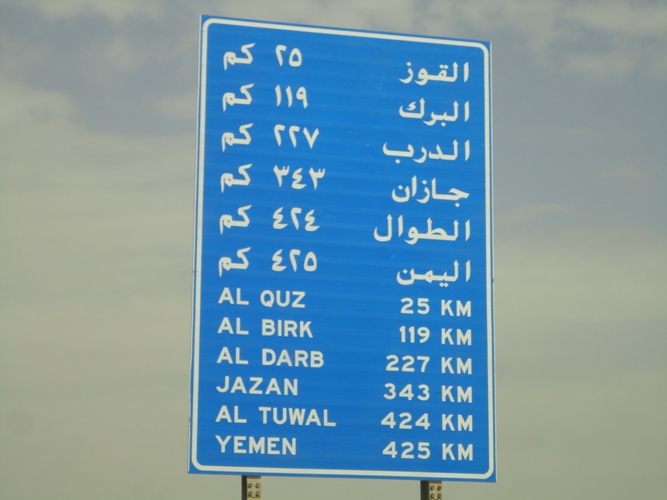 القوز ٢٥ كم
البرك ١١٩ كم
الدرب ٢٢٧ كم
جازان ٣٤٣ كم
الطوال ٤٢٤ كم
اليمن ٤٢٥ كم
AL QUZ 25 KM
AL BIRK 119 KM
AL DARB 227 KM
JAZAN 343 KM
AL TUWAL 424 KM
YEMEN 425 KM